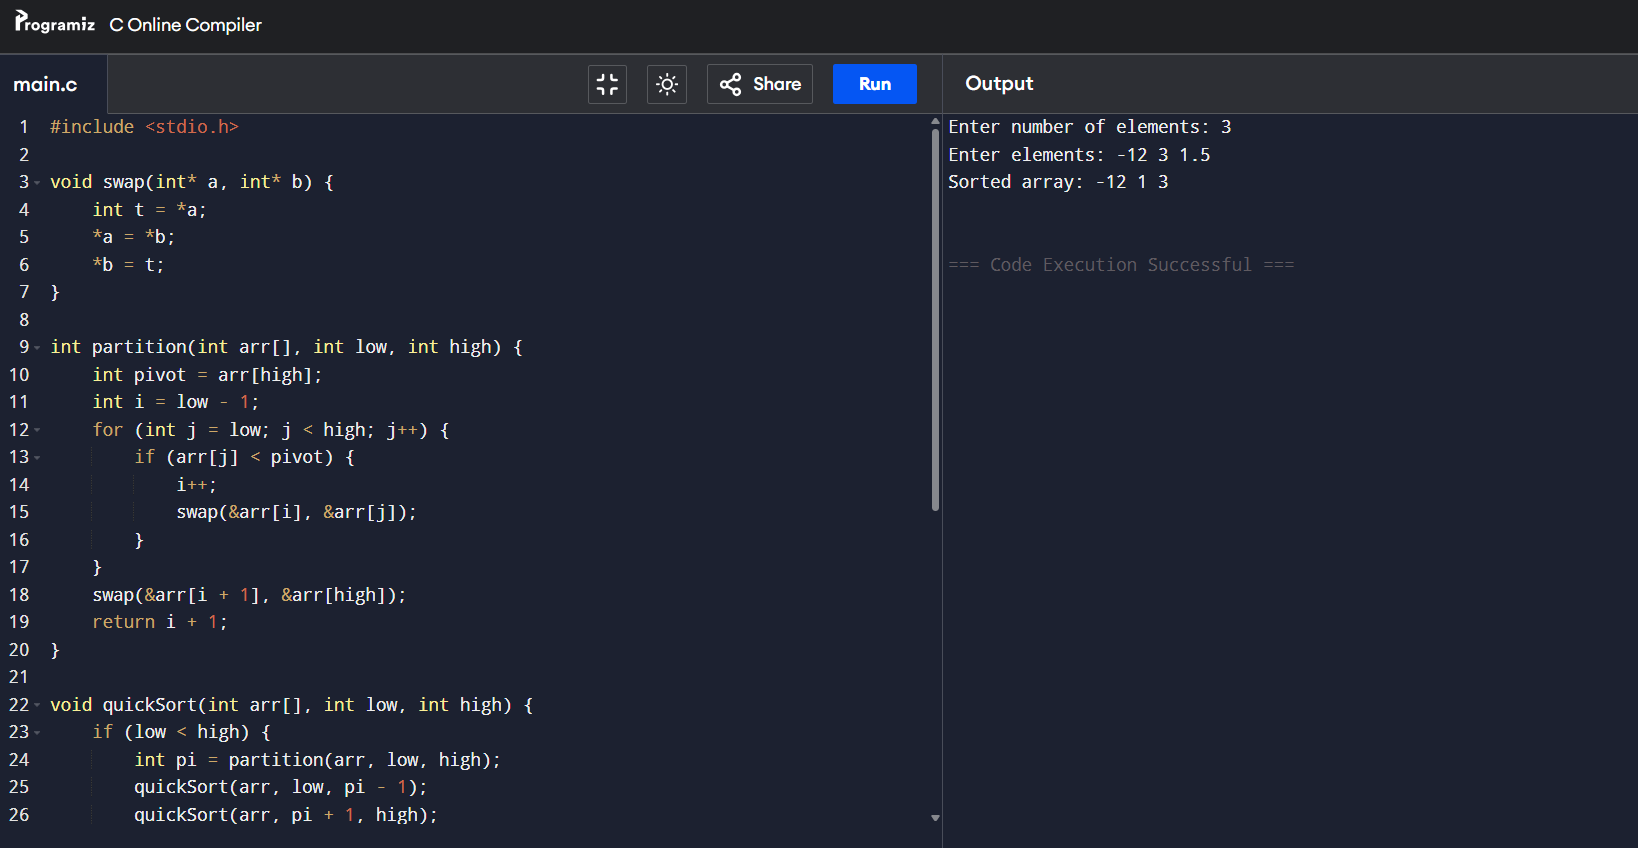 Programiz C Online Compiler
main.c
Share
Run
Output
1 #include <stdio.h>
2
3 void swap(int* a, int* b) {
4     int t = *a;
5     *a = *b;
6     *b = t;
7 }
8
9 int partition(int arr[], int low, int high) {
10     int pivot = arr[high];
11     int i = low - 1;
12     for (int j = low; j < high; j++) {
13         if (arr[j] < pivot) {
14             i++;
15             swap(&arr[i], &arr[j]);
16         }
17     }
18     swap(&arr[i + 1], &arr[high]);
19     return i + 1;
20 }
21
22 void quickSort(int arr[], int low, int high) {
23     if (low < high) {
24         int pi = partition(arr, low, high);
25         quickSort(arr, low, pi - 1);
26         quickSort(arr, pi + 1, high);
Enter number of elements: 3
Enter elements: -12 3 1.5
Sorted array: -12 1 3
=== Code Execution Successful ===